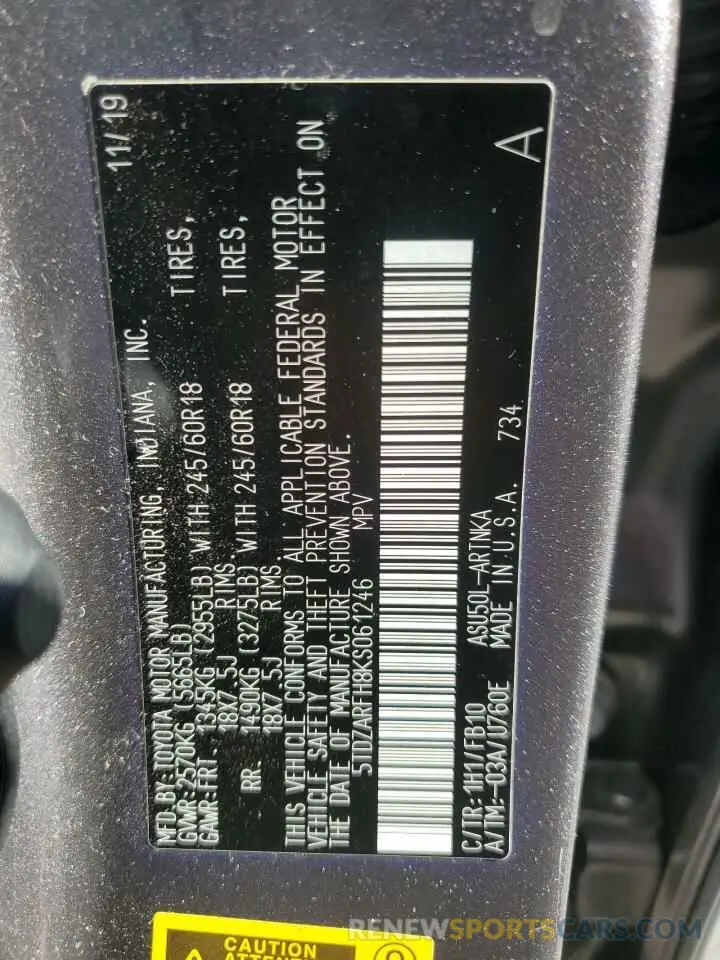 MFD. BY: TOYOTA MOTOR MANUFACTURING, INDIANA, INC. 11/19
GVWR: 2570KG (5665LB)
GAWR: FRT - 1345KG (2955LB) WITH 245/60R18 TIRES,
18X7.5J RIMS.
RR. 1490KG (3275LB) WITH 245/60R18 TIRES,
18X7.5J RIMS.
THIS VEHICLE CONFORMS TO ALL APPLICABLE FEDERAL MOTOR
VEHICLE SAFETY AND THEFT PREVENTION STANDARDS IN EFFECT ON
THE DATE OF MANUFACTURE SHOWN ABOVE.
5TDZARFH8KS061246 MPV
C/TR: 1H1/FB10 ASU50L-ARTNKA
A/TM: -03A/U760E MADE IN U.S.A. 734
A
CAUTION
RENEWSPORTSCARS.COM